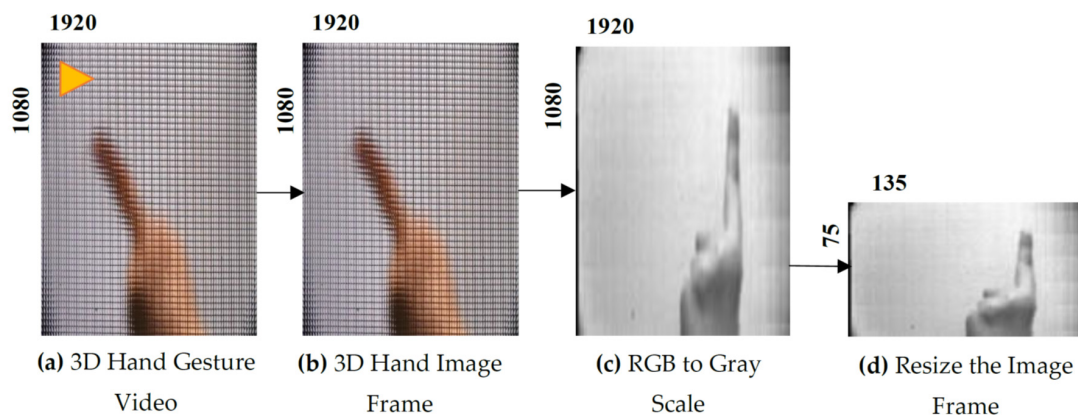 1920
1920
1920
1080
1080
1080
135
75
(a) 3D Hand Gesture
Video
(b) 3D Hand Image
Frame
(c) RGB to Gray
Scale
(d) Resize the Image
Frame